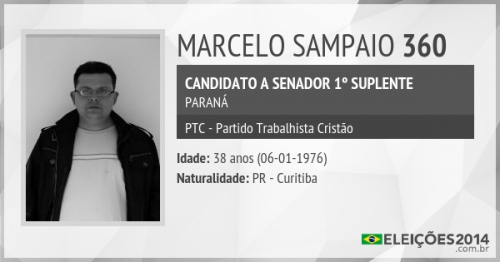 MARCELO SAMPAIO 360
CANDIDATO A SENADOR 1º SUPLENTE
PARANÁ
PTC - Partido Trabalhista Cristão
Idade: 38 anos (06-01-1976)
Naturalidade: PR - Curitiba
ELEIÇÕES2014
.com.br